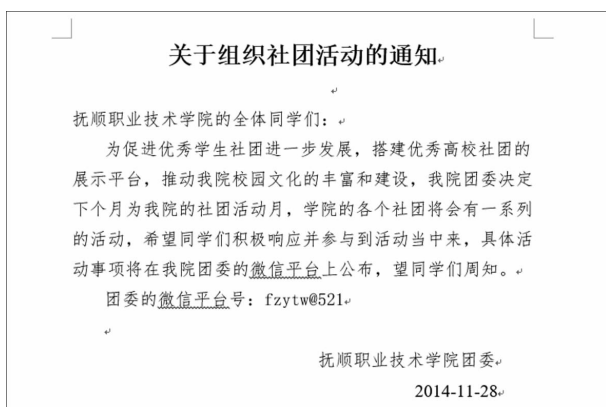 关于组织社团活动的通知
抚顺职业技术学院的全体同学们：
为促进优秀学生社团进一步发展，搭建优秀高校社团的
展示平台，推动我院校园文化的丰富和建设，我院团委决定
下个月为我院的社团活动月，学院的各个社团将会有一系列
的活动，希望同学们积极响应并参与到活动当中来，具体活
动事项将在我院团委的微信平台上公布，望同学们周知。
团委的微信平台号：fzytw@521
抚顺职业技术学院团委
2014-11-28